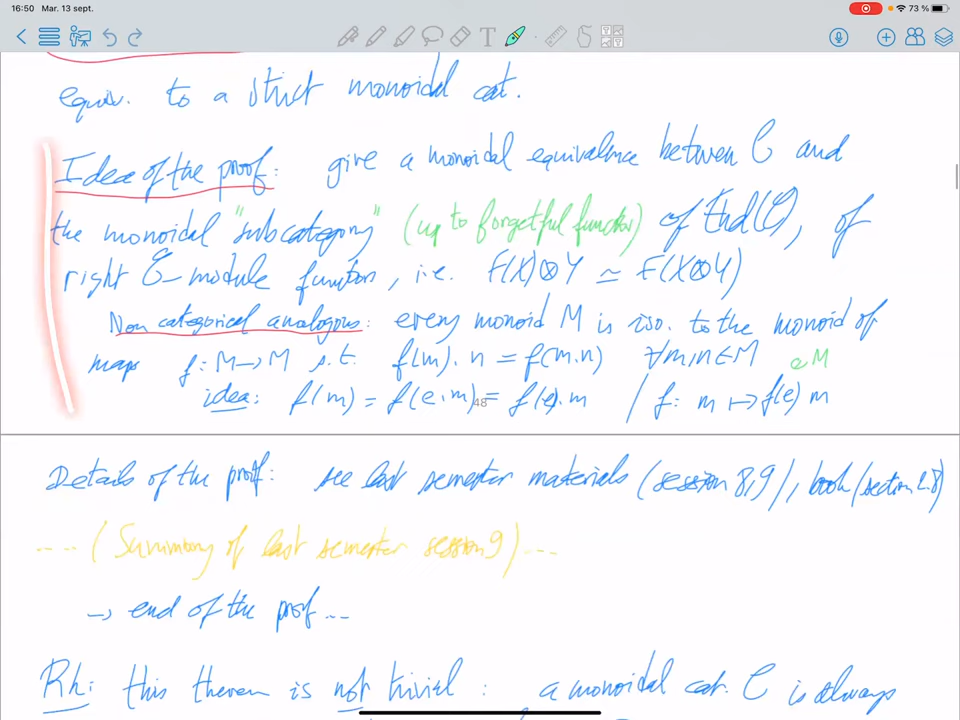 16:50 Mar. 13 sept. 73 %
equiv. to a strict monoidal cat.
Idea of the proof: give a monoidal equivalence between C and
the monoidal "subcategory" (up to forgetful functor) of End(C), of
right C-module functors, i.e. F(X)⊗Y ≃ F(X⊗Y)
Non categorical analogous: every monoid M is iso. to the monoid of
maps f: M→M s.t. f(m).n = f(m.n) ∀m,n∈M
e∈M
idea: f(m) = f(e.m) = f(e).m / f: m ↦ f(e) m
48
Details of the proof: see last semester materials (session 8,9), book (section 2.8)
---- (Summary of last semester session 9) ---
→ end of the proof...
Rk: this theorem is not trivial: a monoidal cat. C is always